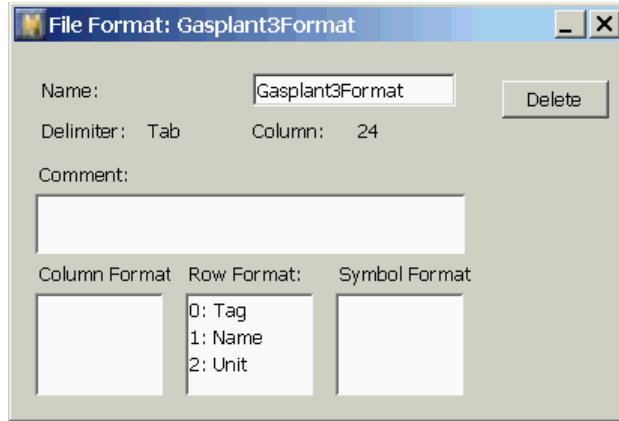 File Format: Gasplant3Format
Name: Gasplant3Format Delete
Delimiter: Tab Column: 24
Comment:
Column Format Row Format: Symbol Format
0: Tag
1: Name
2: Unit